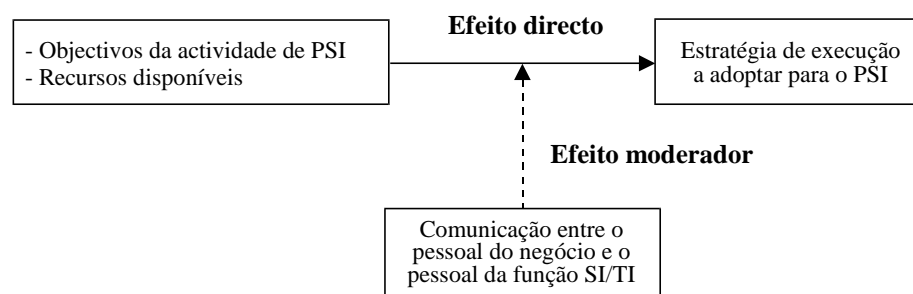 Efeito directo
- Objectivos da actividade de PSI
- Recursos disponíveis
Estratégia de execução
a adoptar para o PSI
Efeito moderador
Comunicação entre o
pessoal do negócio e o
pessoal da função SI/TI